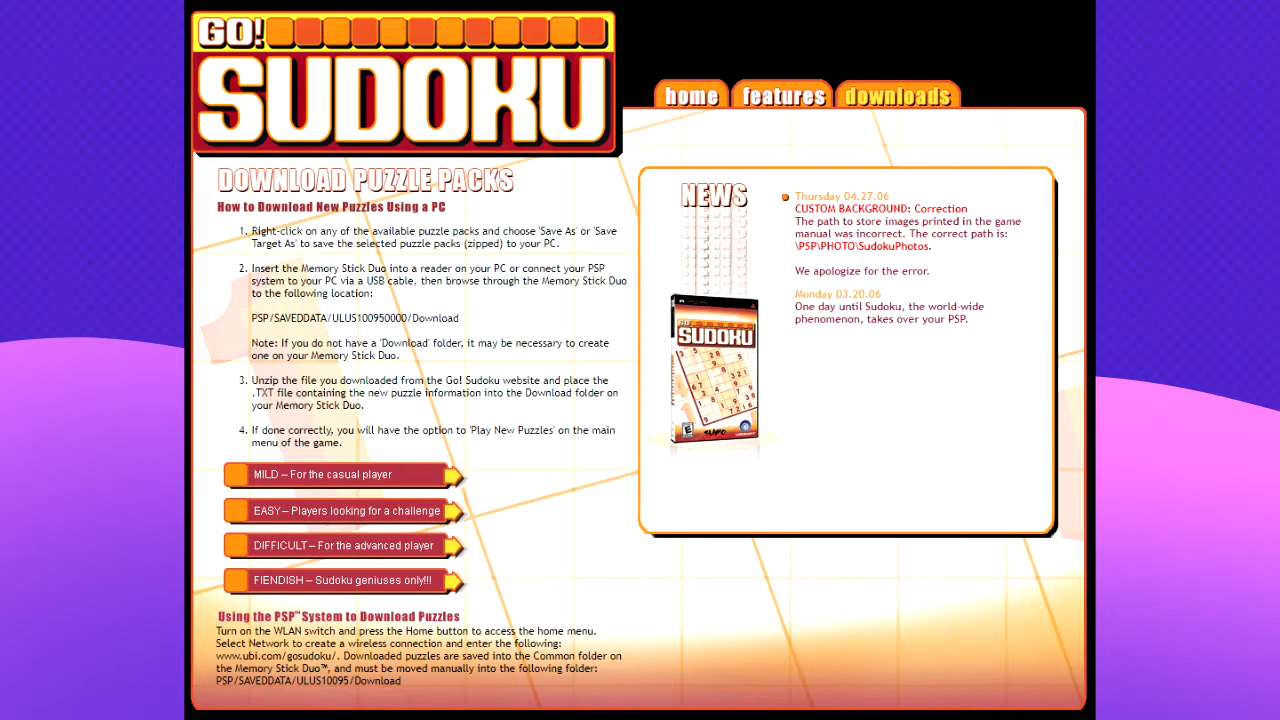 GO!
SUDOKU
home features downloads
DOWNLOAD PUZZLE PACKS
How to Download New Puzzles Using a PC
1. Right-click on any of the available puzzle packs and choose 'Save As' or 'Save
Target As' to save the selected puzzle packs (zipped) to your PC.
2. Insert the Memory Stick Duo into a reader on your PC or connect your PSP
system to your PC via a USB cable, then browse through the Memory Stick Duo
to the following location:
PSP/SAVEDDATA/ULUS100950000/Download
Note: If you do not have a 'Download' folder, it may be necessary to create
one on your Memory Stick Duo.
3. Unzip the file you downloaded from the Go! Sudoku website and place the
.TXT file containing the new puzzle information into the Download folder on
your Memory Stick Duo.
4. If done correctly, you will have the option to 'Play New Puzzles' on the main
menu of the game.
MILD – For the casual player
EASY – Players looking for a challenge
DIFFICULT – For the advanced player
FIENDISH – Sudoku geniuses only!!!
Using the PSP™ System to Download Puzzles
Turn on the WLAN switch and press the Home button to access the home menu.
Select Network to create a wireless connection and enter the following:
www.ubi.com/gosudoku/. Downloaded puzzles are saved into the Common folder on
the Memory Stick Duo™, and must be moved manually into the following folder:
PSP/SAVEDDATA/ULUS10095/Download
NEWS
Thursday 04.27.06
CUSTOM BACKGROUND: Correction
The path to store images printed in the game
manual was incorrect. The correct path is:
\PSP\PHOTO\SudokuPhotos.
We apologize for the error.
Monday 03.20.06
One day until Sudoku, the world-wide
phenomenon, takes over your PSP.
GO!
SUDOKU
SUMO